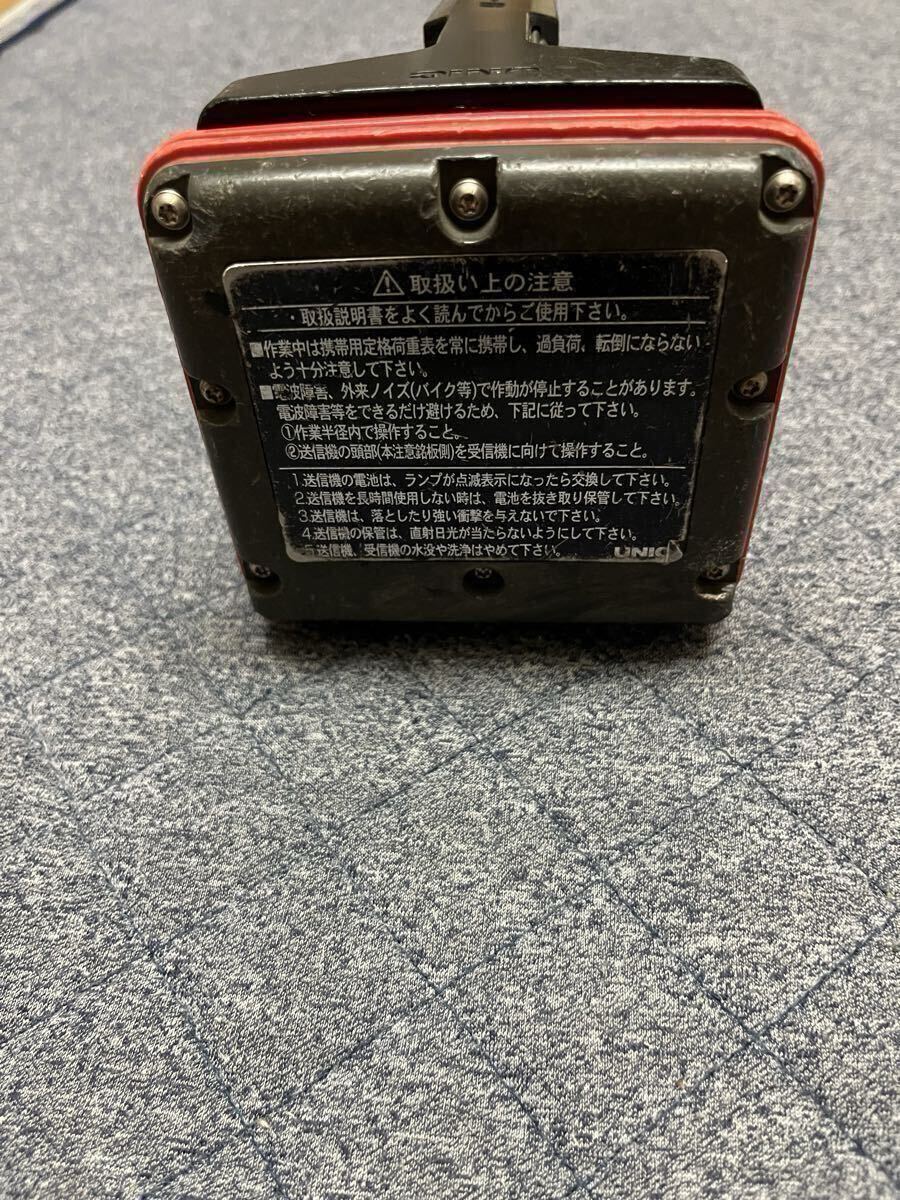 UNIC
⚠取扱い上の注意
・取扱説明書をよく読んでからご使用下さい。
■作業中は携帯用定格荷重表を常に携帯し、過負荷、転倒にならない
よう十分注意して下さい。
■電波障害、外来ノイズ(バイク等)で作動が停止することがあります。
電波障害等をできるだけ避けるため、下記に従って下さい。
①作業半径内で操作すること。
②送信機の頭部(本注意銘板側)を受信機に向けて操作すること。
1.送信機の電池は、ランプが点滅表示になったら交換して下さい。
2.送信機を長時間使用しない時は、電池を抜き取り保管して下さい。
3.送信機は、落としたり強い衝撃を与えないで下さい。
4.送信機の保管は、直射日光が当たらないようにして下さい。
5.送信機、受信機の水没や洗浄はやめて下さい。
UNIC